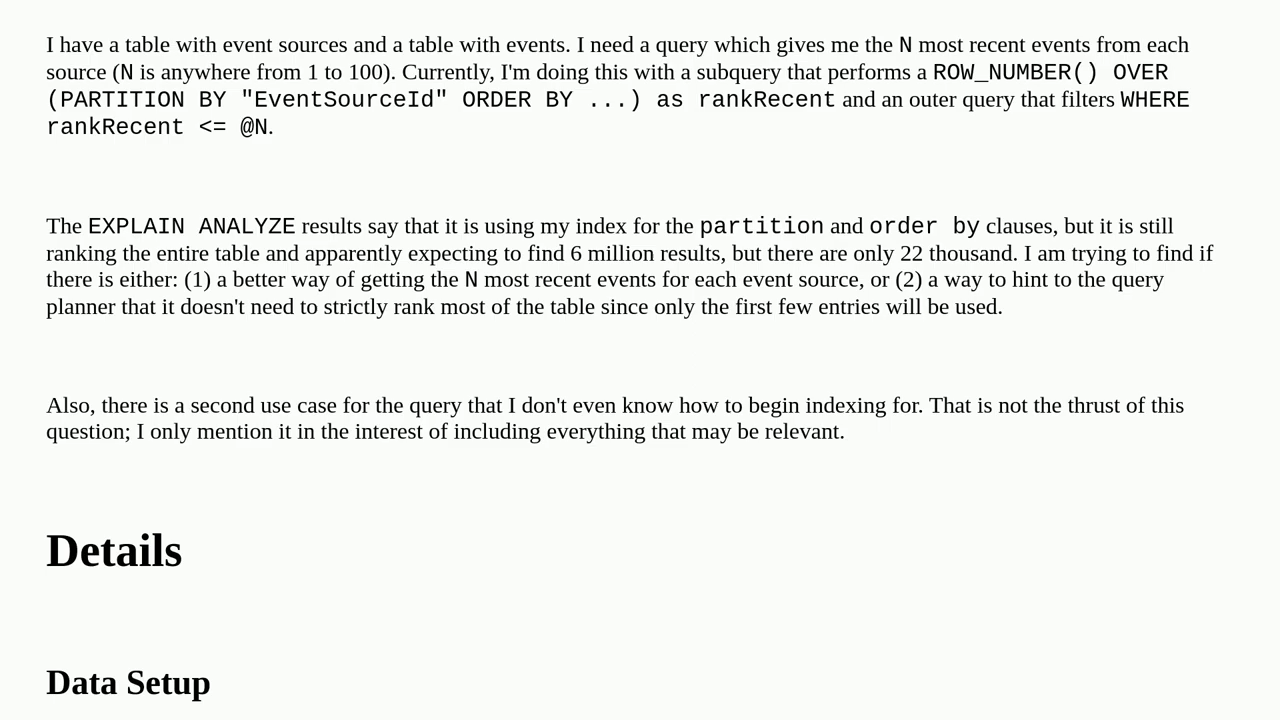 I have a table with event sources and a table with events. I need a query which gives me the N most recent events from each
source (N is anywhere from 1 to 100). Currently, I'm doing this with a subquery that performs a ROW_NUMBER() OVER
(PARTITION BY "EventSourceId" ORDER BY ...) as rankRecent and an outer query that filters WHERE
rankRecent <= @N.
The EXPLAIN ANALYZE results say that it is using my index for the partition and order by clauses, but it is still
ranking the entire table and apparently expecting to find 6 million results, but there are only 22 thousand. I am trying to find if
there is either: (1) a better way of getting the N most recent events for each event source, or (2) a way to hint to the query
planner that it doesn't need to strictly rank most of the table since only the first few entries will be used.
Also, there is a second use case for the query that I don't even know how to begin indexing for. That is not the thrust of this
question; I only mention it in the interest of including everything that may be relevant.
Details
Data Setup